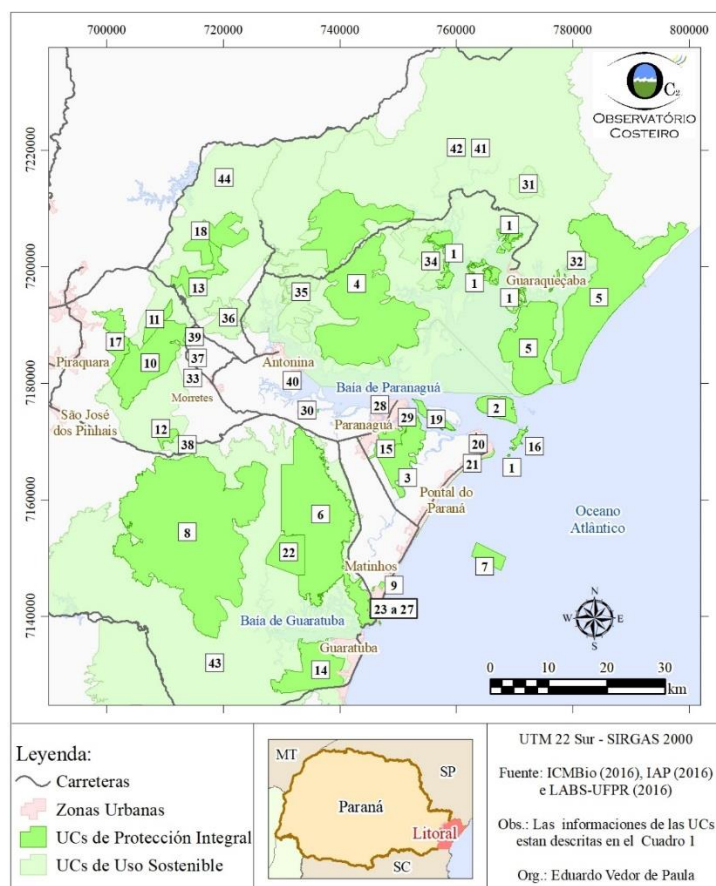 700000 720000 740000 760000 780000 800000
7220000
7200000
7180000
7160000
7140000
OC2
OBSERVATÓRIO
COSTEIRO
42 41
44
31
18
1
34 1
32
13
35 4
1
Guaraqueçaba
1
5
11
36
17
39
5
10
37
Piraquara
Antonina
33
40
Baía de Paranaguá
Morretes
28
2
São José
dos Pinhais
30
29
19
12
Paranaguá
38
15
20
16
21
1
3
Pontal do
Paraná
6
Oceano
Atlântico
8
22
Matinhos
7
9
23 a 27
Baía de Guaratuba
N
W E
S
Guaratuba
43
14
0 10 20 30
km
Leyenda:
Carreteras
Zonas Urbanas
UCs de Protección Integral
UCs de Uso Sostenible
MT
SP
Paraná
Litoral
SC
UTM 22 Sur - SIRGAS 2000
Fuente: ICMBio (2016), IAP (2016)
e LABS-UFPR (2016)
Obs.: Las informaciones de las UCs
estan descritas en el Cuadro 1
Org.: Eduardo Vedor de Paula